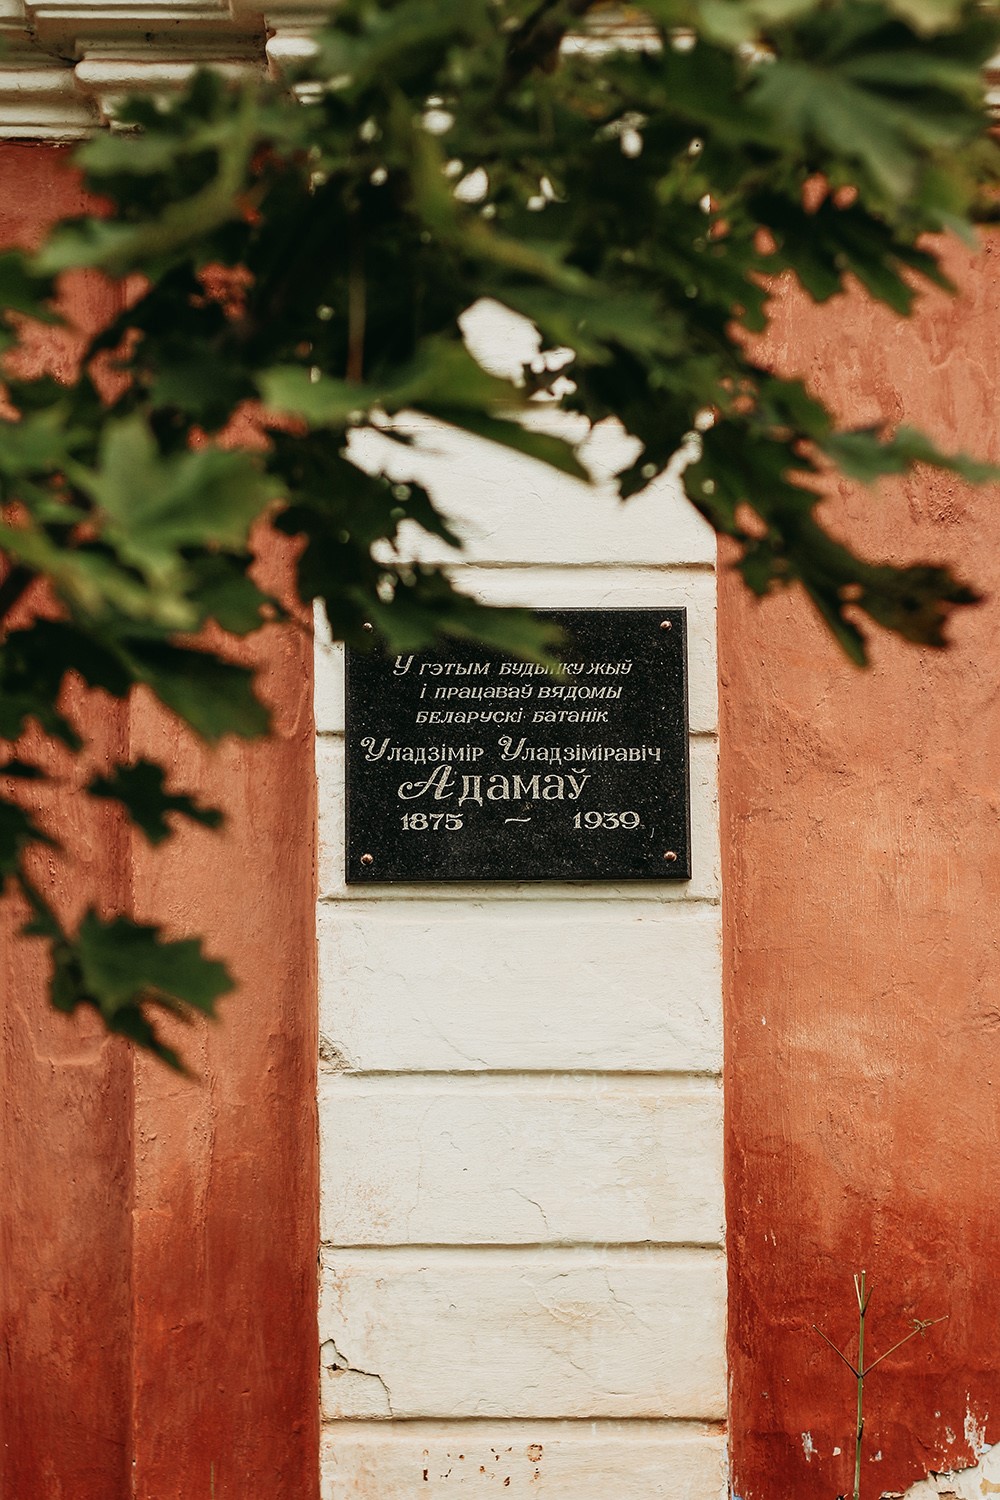 У гэтым будынку жыў
і працаваў вядомы
беларускі батанік
Уладзімір Уладзіміравіч
Адамаў
1875 – 1939